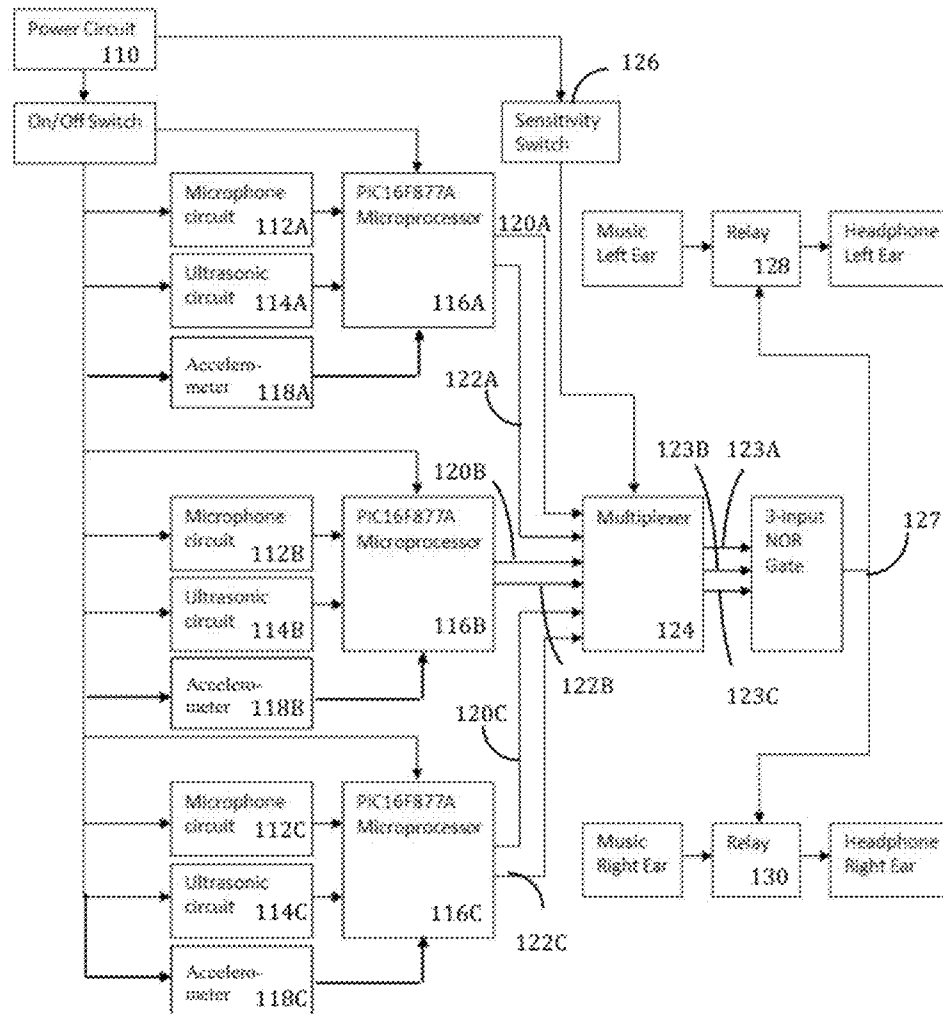 Power Circuit
110
On/Off Switch
126
Sensitivity
Switch
Microphone
circuit
112A
Ultrasonic
circuit
114A
Accelero-
meter
118A
PIC16F877A
Microprocessor
116A
120A
122A
Music
Left Ear
Relay
128
Headphone
Left Ear
Microphone
circuit
112B
Ultrasonic
circuit
114B
Accelero-
meter
118B
PIC16F877A
Microprocessor
116B
120B
122B
Multiplexer
124
123B
123A
123C
3-input
NOR
Gate
127
Microphone
circuit
112C
Ultrasonic
circuit
114C
Accelero-
meter
118C
PIC16F877A
Microprocessor
116C
120C
122C
Music
Right Ear
Relay
130
Headphone
Right Ear